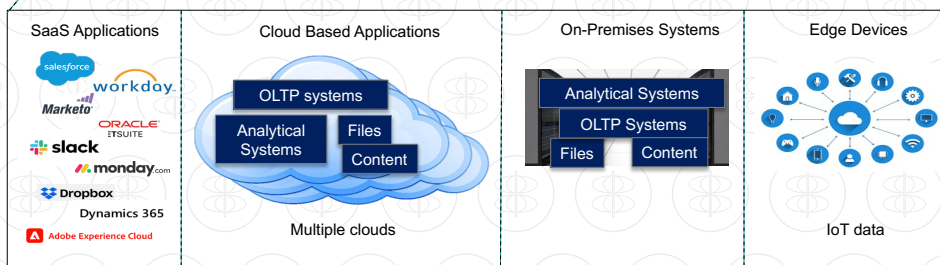 SaaS Applications
salesforce
workday.
Marketo
ORACLE
ETSUITE
slack
monday.com
Dropbox
Dynamics 365
Adobe Experience Cloud
Cloud Based Applications
OLTP systems
Analytical
Systems
Files
Content
Multiple clouds
On-Premises Systems
Analytical Systems
OLTP Systems
Files
Content
Edge Devices
IoT data